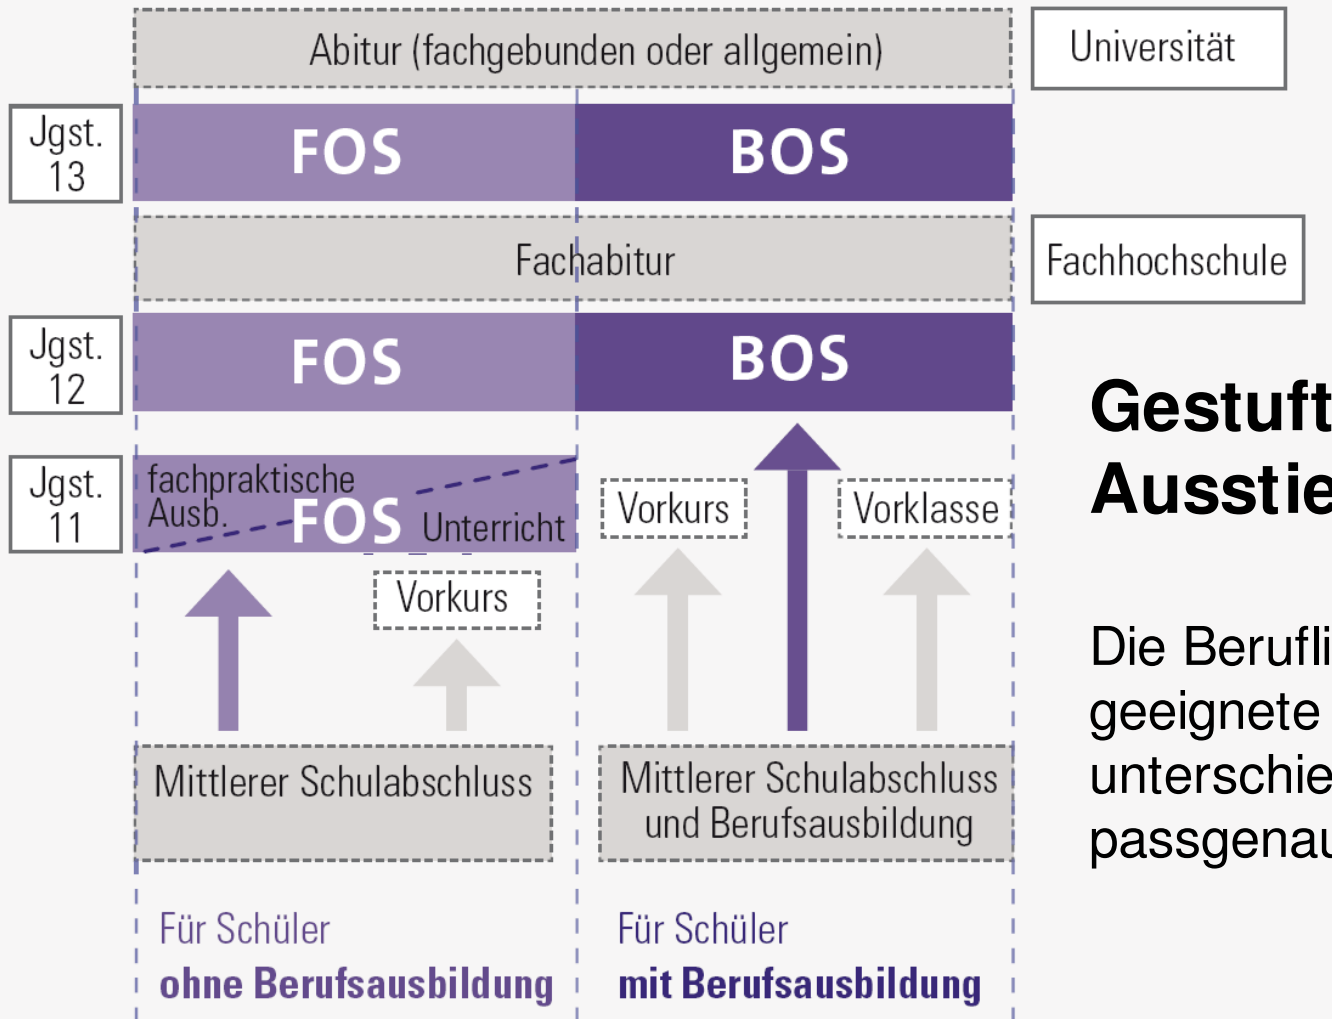 Abitur (fachgebunden oder allgemein)
Universität
Jgst.
13
FOS
BOS
Fachabitur
Fachhochschule
Jgst.
12
FOS
BOS
Gestuft
Ausstie
Jgst.
11
fachpraktische
Ausb.
FOS
Unterricht
Vorkurs
Vorklasse
Vorkurs
Die Berufli
geeignete
unterschie
passgenau
Mittlerer Schulabschluss
Mittlerer Schulabschluss
und Berufsausbildung
Für Schüler
ohne Berufsausbildung
Für Schüler
mit Berufsausbildung